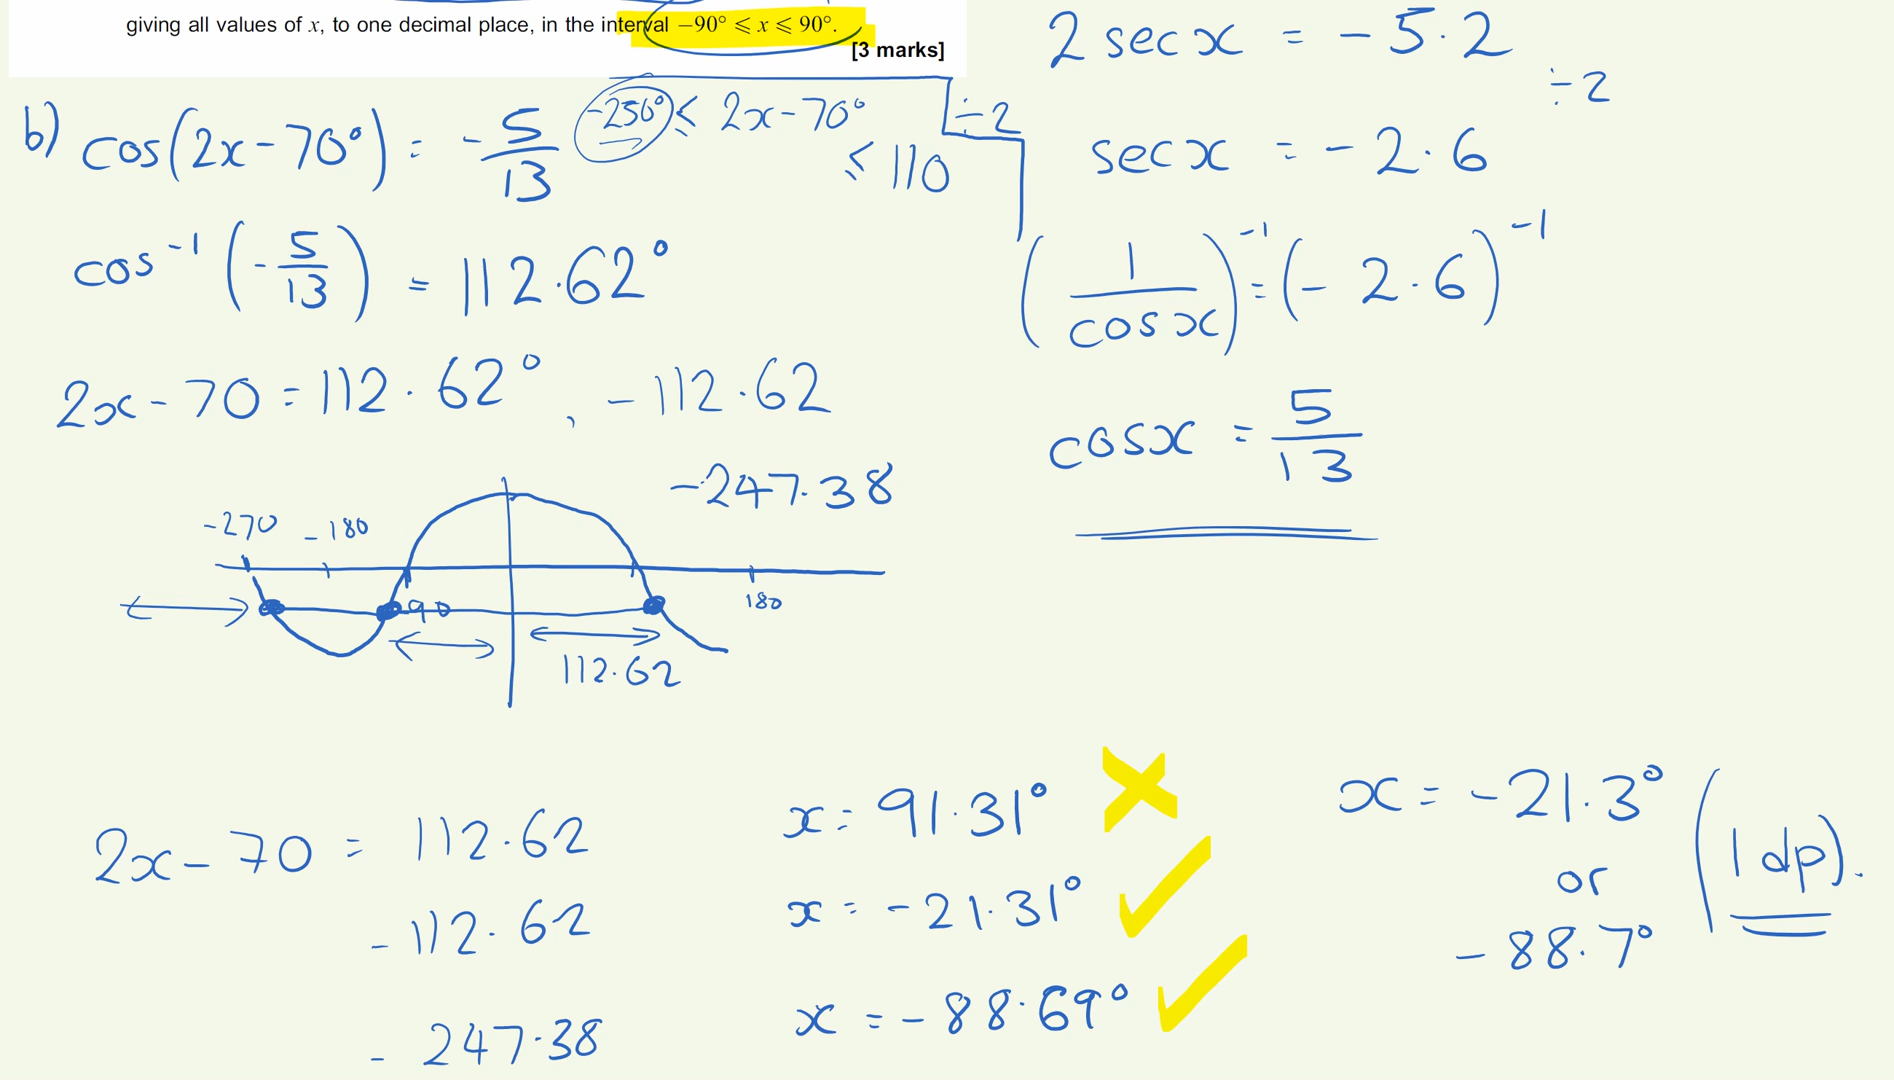 giving all values of x, to one decimal place, in the interval −90° ⩽ x ⩽ 90°.
[3 marks]
b) cos(2x-70°) = -5/13
-250° ≤ 2x-70° ≤ 110
÷2
cos⁻¹(-5/13) = 112.62°
2x-70 = 112.62°, -112.62
-247.38
-270 -180
-90 180
112.62
2 sec x = -5.2
÷2
sec x = -2.6
(1/cos x)⁻¹ = (-2.6)⁻¹
cos x = 5/13
2x-70 = 112.62
-112.62
-247.38
x = 91.31°
x = -21.31°
x = -88.69°
x = -21.3°
or
-88.7°
(1 dp).